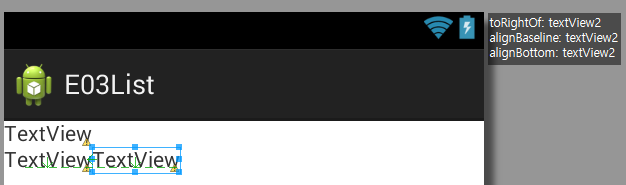 toRightOf: textView2
alignBaseline: textView2
alignBottom: textView2
E03List
TextView
TextViewTextView